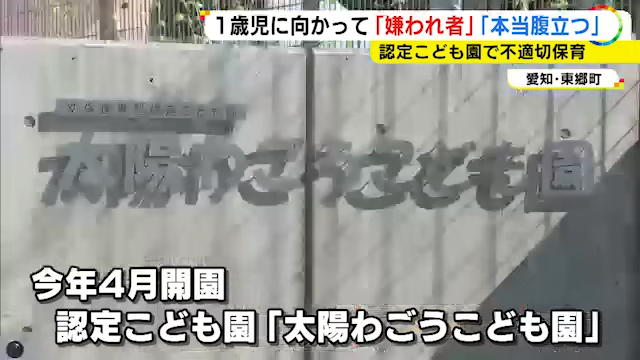 1歳児に向かって「嫌われ者」「本当腹立つ」
認定こども園で不適切保育
愛知・東郷町
太陽わごうこども園
今年4月開園
認定こども園「太陽わごうこども園」